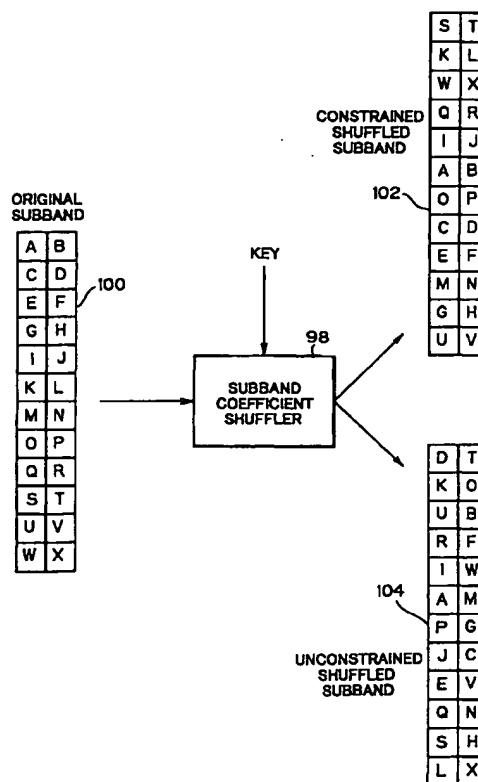 ORIGINAL
SUBBAND
A B
C D
E F
G H
I J
K L
M N
O P
Q R
S T
U V
W X
100
KEY
98
SUBBAND
COEFFICIENT
SHUFFLER
CONSTRAINED
SHUFFLED
SUBBAND
102
S T
K L
W X
Q R
I J
A B
O P
C D
E F
M N
G H
U V
UNCONSTRAINED
SHUFFLED
SUBBAND
104
D T
K O
U B
R F
I W
A M
P G
J C
E V
Q N
S H
L X